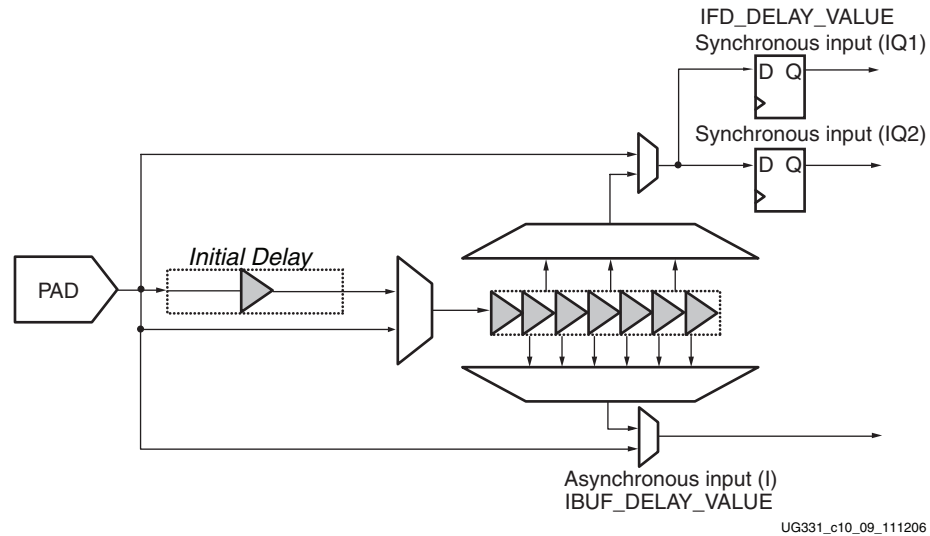 IFD_DELAY_VALUE
Synchronous input (IQ1)
D Q
Synchronous input (IQ2)
D Q
Initial Delay
PAD
Asynchronous input (I)
IBUF_DELAY_VALUE
UG331_c10_09_111206